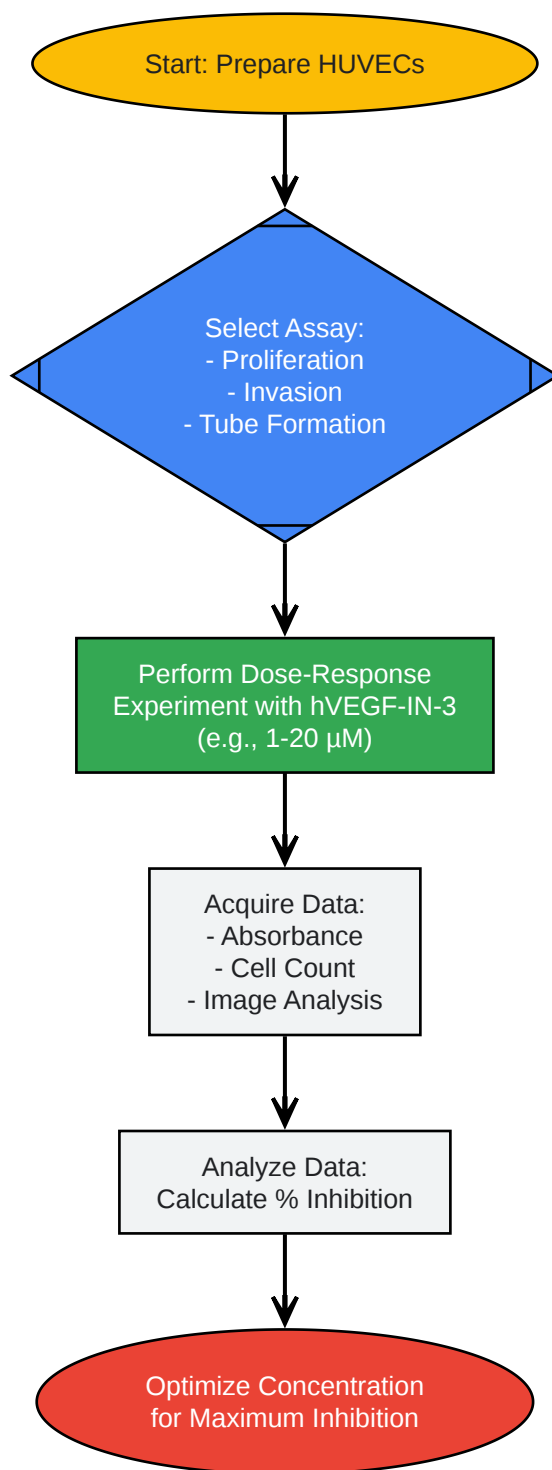 Start: Prepare HUVECs
Select Assay:
- Proliferation
- Invasion
- Tube Formation
Perform Dose-Response
Experiment with hVEGF-IN-3
(e.g., 1-20 µM)
Acquire Data:
- Absorbance
- Cell Count
- Image Analysis
Analyze Data:
Calculate % Inhibition
Optimize Concentration
for Maximum Inhibition